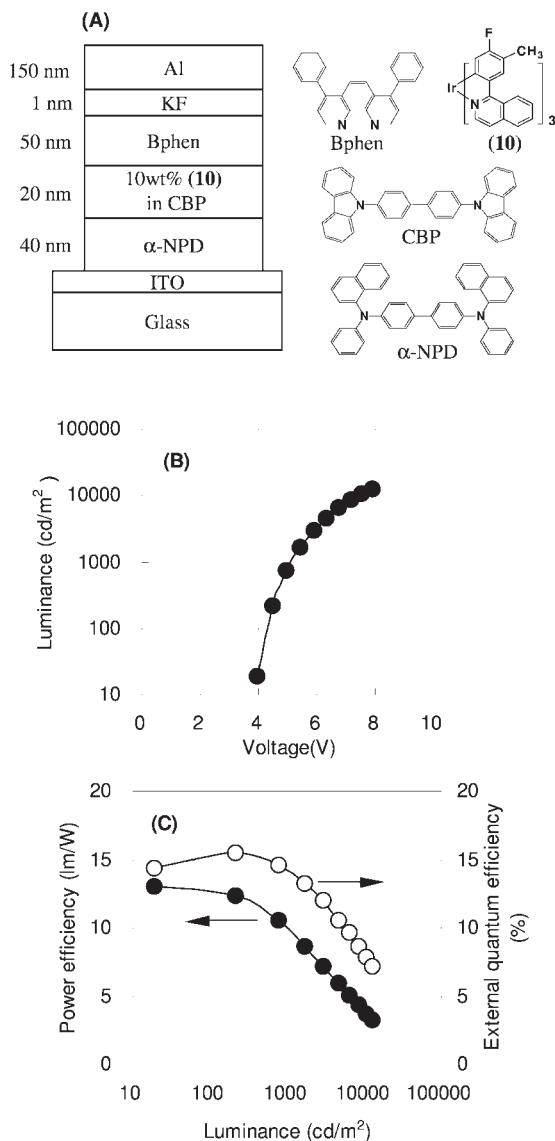 (A)
150 nm
Al
1 nm
KF
50 nm
Bphen
20 nm
10wt% (10)
in CBP
40 nm
α-NPD
ITO
Glass
N N
Bphen
F
CH3
Ir
N
3
(10)
N N
CBP
N N
α-NPD
(B)
Luminance (cd/m2)
100000
10000
1000
100
10
0 2 4 6 8 10
Voltage(V)
(C)
Power efficiency (lm/W)
20
15
10
5
0
20
15
10
5
0
External quantum efficiency
(%)
10 100 1000 10000 100000
Luminance (cd/m2)